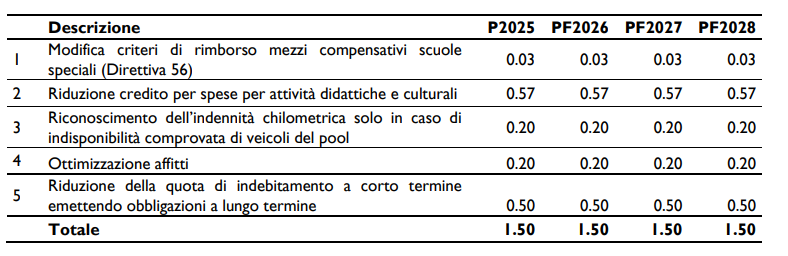 Descrizione P2025 PF2026 PF2027 PF2028
1 Modifica criteri di rimborso mezzi compensativi scuole
speciali (Direttiva 56) 0.03 0.03 0.03 0.03
2 Riduzione credito per spese per attività didattiche e culturali 0.57 0.57 0.57 0.57
3 Riconoscimento dell'indennità chilometrica solo in caso di
indisponibilità comprovata di veicoli del pool 0.20 0.20 0.20 0.20
4 Ottimizzazione affitti 0.20 0.20 0.20 0.20
5 Riduzione della quota di indebitamento a corto termine
emettendo obbligazioni a lungo termine 0.50 0.50 0.50 0.50
Totale 1.50 1.50 1.50 1.50